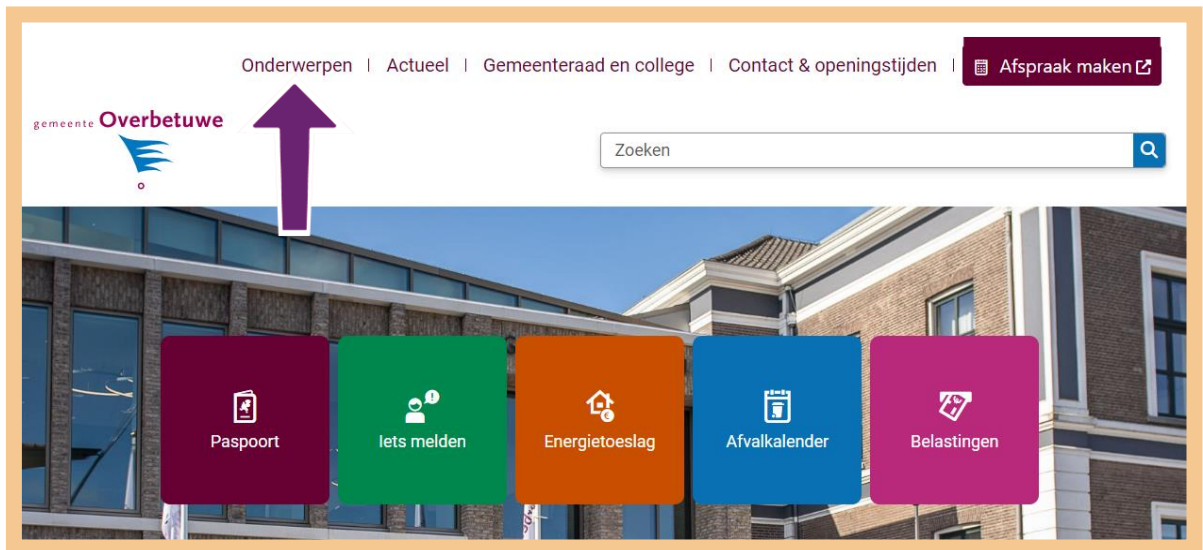 Onderwerpen | Actueel | Gemeenteraad en college | Contact & openingstijden | Afspraak maken
gemeente Overbetuwe
Zoeken
Paspoort
Iets melden
Energietoeslag
Afvalkalender
Belastingen